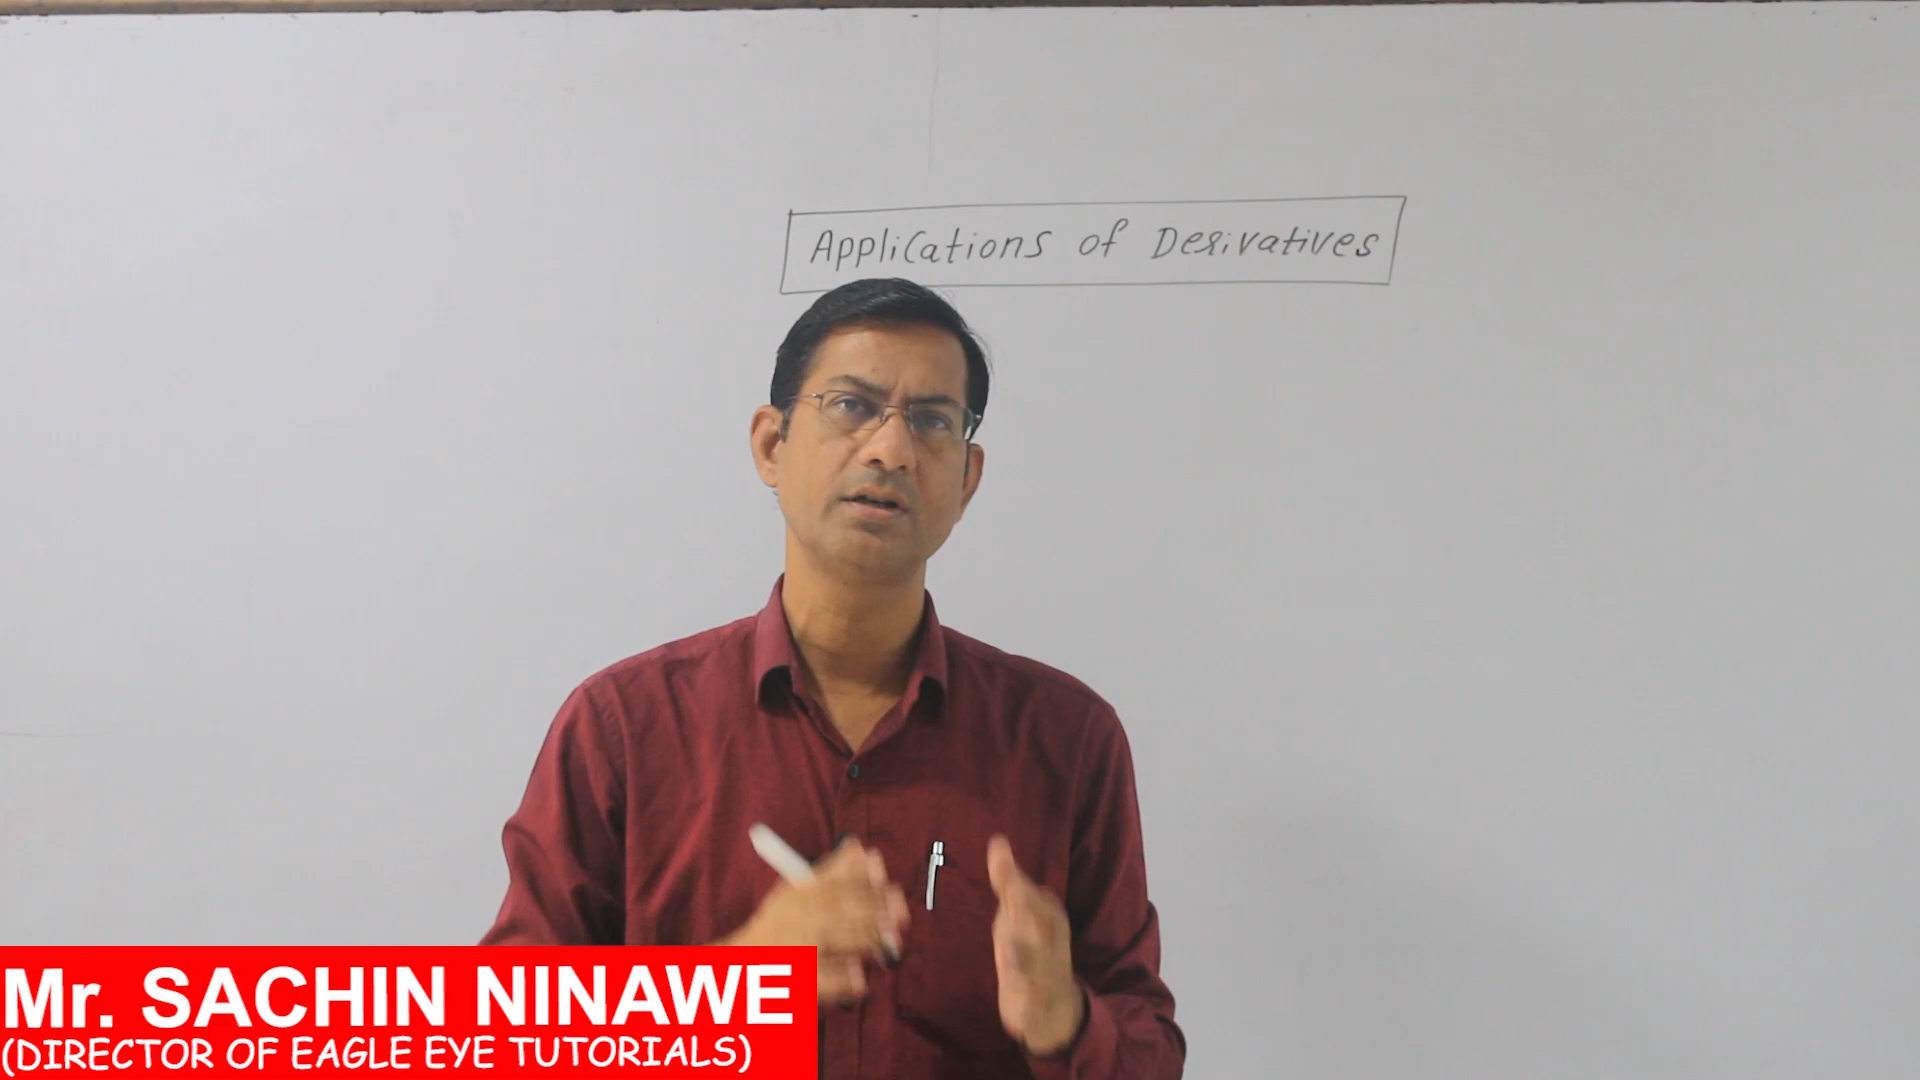 Applications of Derivatives
Mr. SACHIN NINAWE
(DIRECTOR OF EAGLE EYE TUTORIALS)